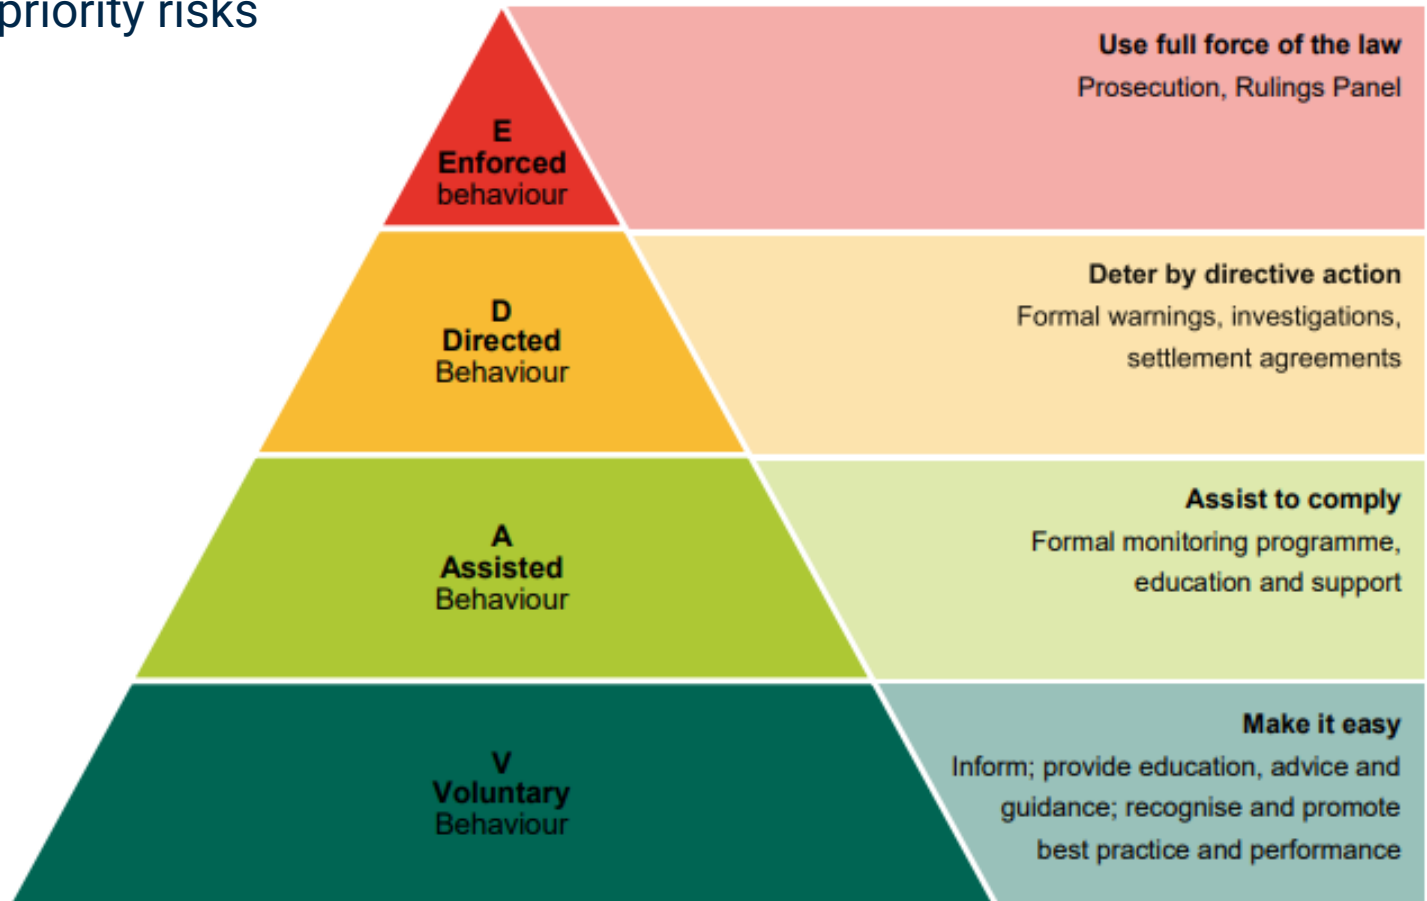 priority risks
E
Enforced
behaviour
Use full force of the law
Prosecution, Rulings Panel
D
Directed
Behaviour
Deter by directive action
Formal warnings, investigations,
settlement agreements
A
Assisted
Behaviour
Assist to comply
Formal monitoring programme,
education and support
V
Voluntary
Behaviour
Make it easy
Inform; provide education, advice and
guidance; recognise and promote
best practice and performance